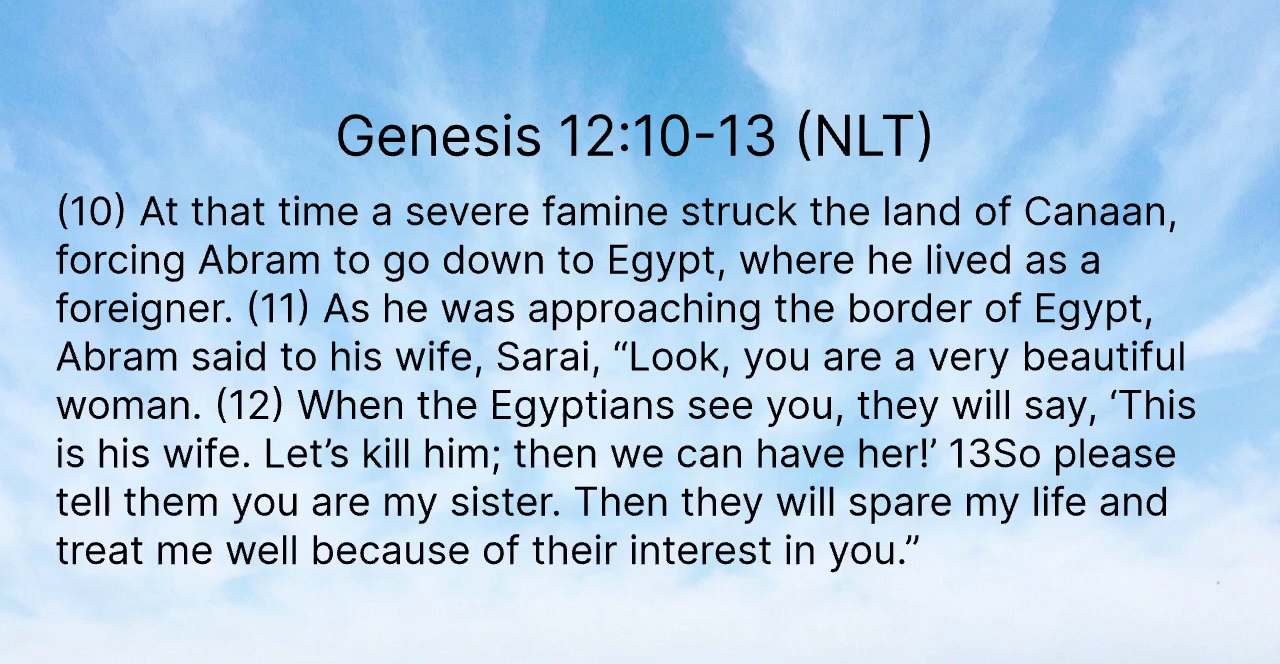 Genesis 12:10-13 (NLT)
(10) At that time a severe famine struck the land of Canaan,
forcing Abram to go down to Egypt, where he lived as a
foreigner. (11) As he was approaching the border of Egypt,
Abram said to his wife, Sarai, “Look, you are a very beautiful
woman. (12) When the Egyptians see you, they will say, ‘This
is his wife. Let’s kill him; then we can have her!’ 13So please
tell them you are my sister. Then they will spare my life and
treat me well because of their interest in you.”